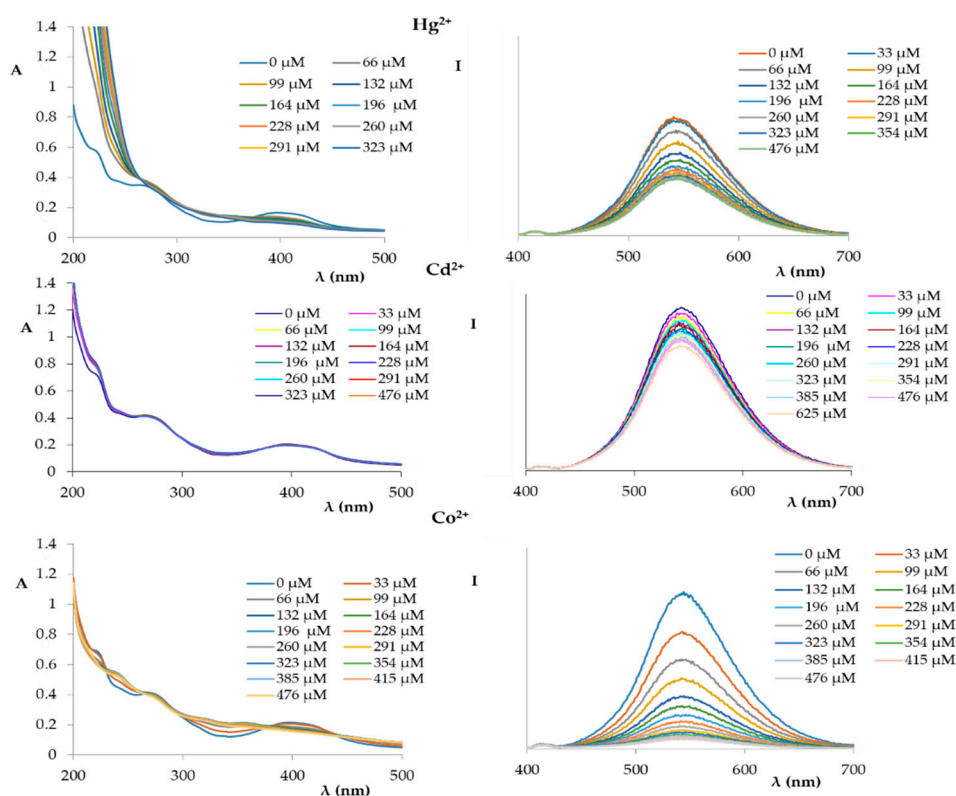 Hg²⁺
1.4
A
1.2
1
0.8
0.6
0.4
0.2
0
0 µM 66 µM
99 µM 132 µM
164 µM 196 µM
228 µM 260 µM
291 µM 323 µM
200 300 400 500
λ (nm)
I
0 µM 33 µM
66 µM 99 µM
132 µM 164 µM
196 µM 228 µM
260 µM 291 µM
323 µM 354 µM
476 µM
400 500 600 700
λ (nm)
Cd²⁺
1.4
A
1.2
1
0.8
0.6
0.4
0.2
0
0 µM 33 µM
66 µM 99 µM
132 µM 164 µM
196 µM 228 µM
260 µM 291 µM
323 µM 476 µM
200 300 400 500
λ (nm)
I
0 µM 33 µM
66 µM 99 µM
132 µM 164 µM
196 µM 228 µM
260 µM 291 µM
323 µM 354 µM
385 µM 476 µM
625 µM
400 500 600 700
λ (nm)
Co²⁺
1.4
A
1.2
1
0.8
0.6
0.4
0.2
0
0 µM 33 µM
66 µM 99 µM
132 µM 164 µM
196 µM 228 µM
260 µM 291 µM
323 µM 354 µM
385 µM 415 µM
476 µM
200 300 400 500
λ (nm)
I
0 µM 33 µM
66 µM 99 µM
132 µM 164 µM
196 µM 228 µM
260 µM 291 µM
323 µM 354 µM
385 µM 415 µM
476 µM
400 500 600 700
λ (nm)